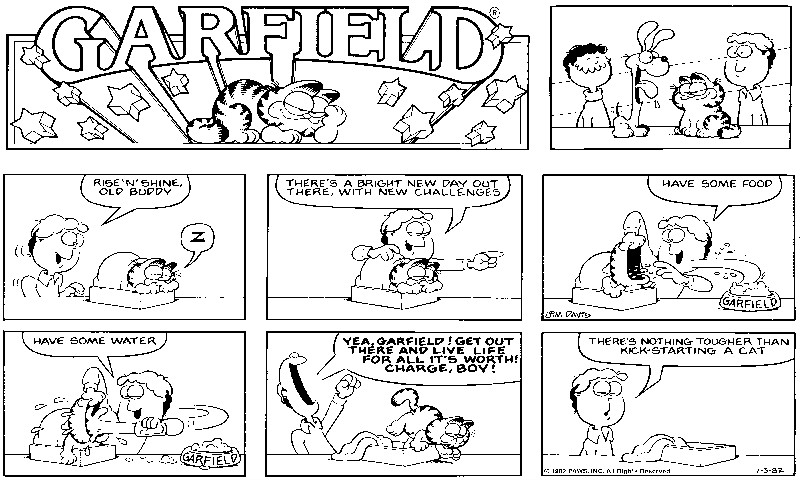 GARFIELD®
RISE 'N' SHINE,
OLD BUDDY
Z
THERE'S A BRIGHT NEW DAY OUT
THERE, WITH NEW CHALLENGES
HAVE SOME FOOD
GARFIELD
JIM DAVIS
HAVE SOME WATER
GARFIELD
YEA, GARFIELD! GET OUT
THERE AND LIVE LIFE
FOR ALL IT'S WORTH!
CHARGE, BOY!
THERE'S NOTHING TOUGHER THAN
KICK-STARTING A CAT
© 1982 PAWS, INC. All Rights Reserved
1-3-82